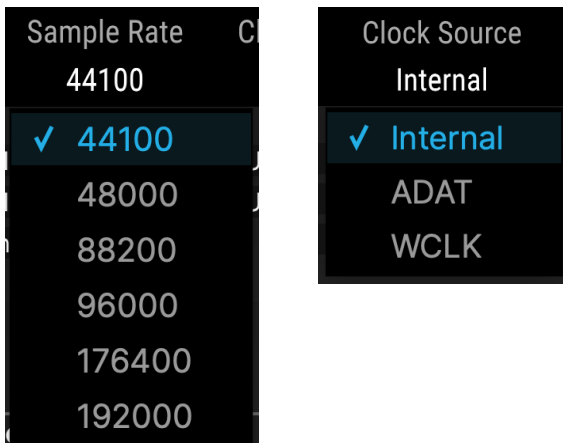 Sample Rate
44100
✓ 44100
48000
88200
96000
176400
192000
Clock Source
Internal
✓ Internal
ADAT
WCLK